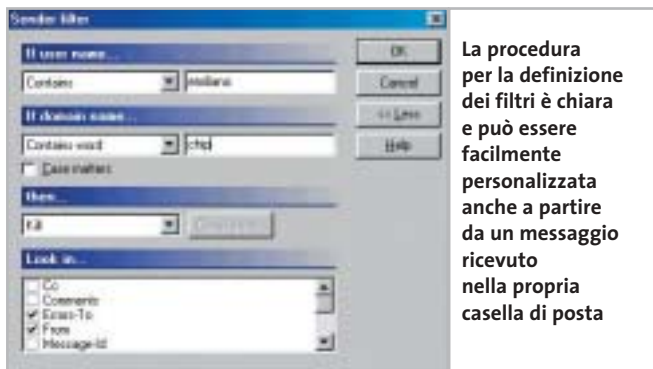 Sender filter
If user name...
Contains
If domain name...
Contains word
chip
Case matters
then...
Kill
Look in...
Cc
Comments
Errors-To
From
Message-Id
OK
Cancel
<< Less
Help
La procedura
per la definizione
dei filtri è chiara
e può essere
facilmente
personalizzata
anche a partire
da un messaggio
ricevuto
nella propria
casella di posta